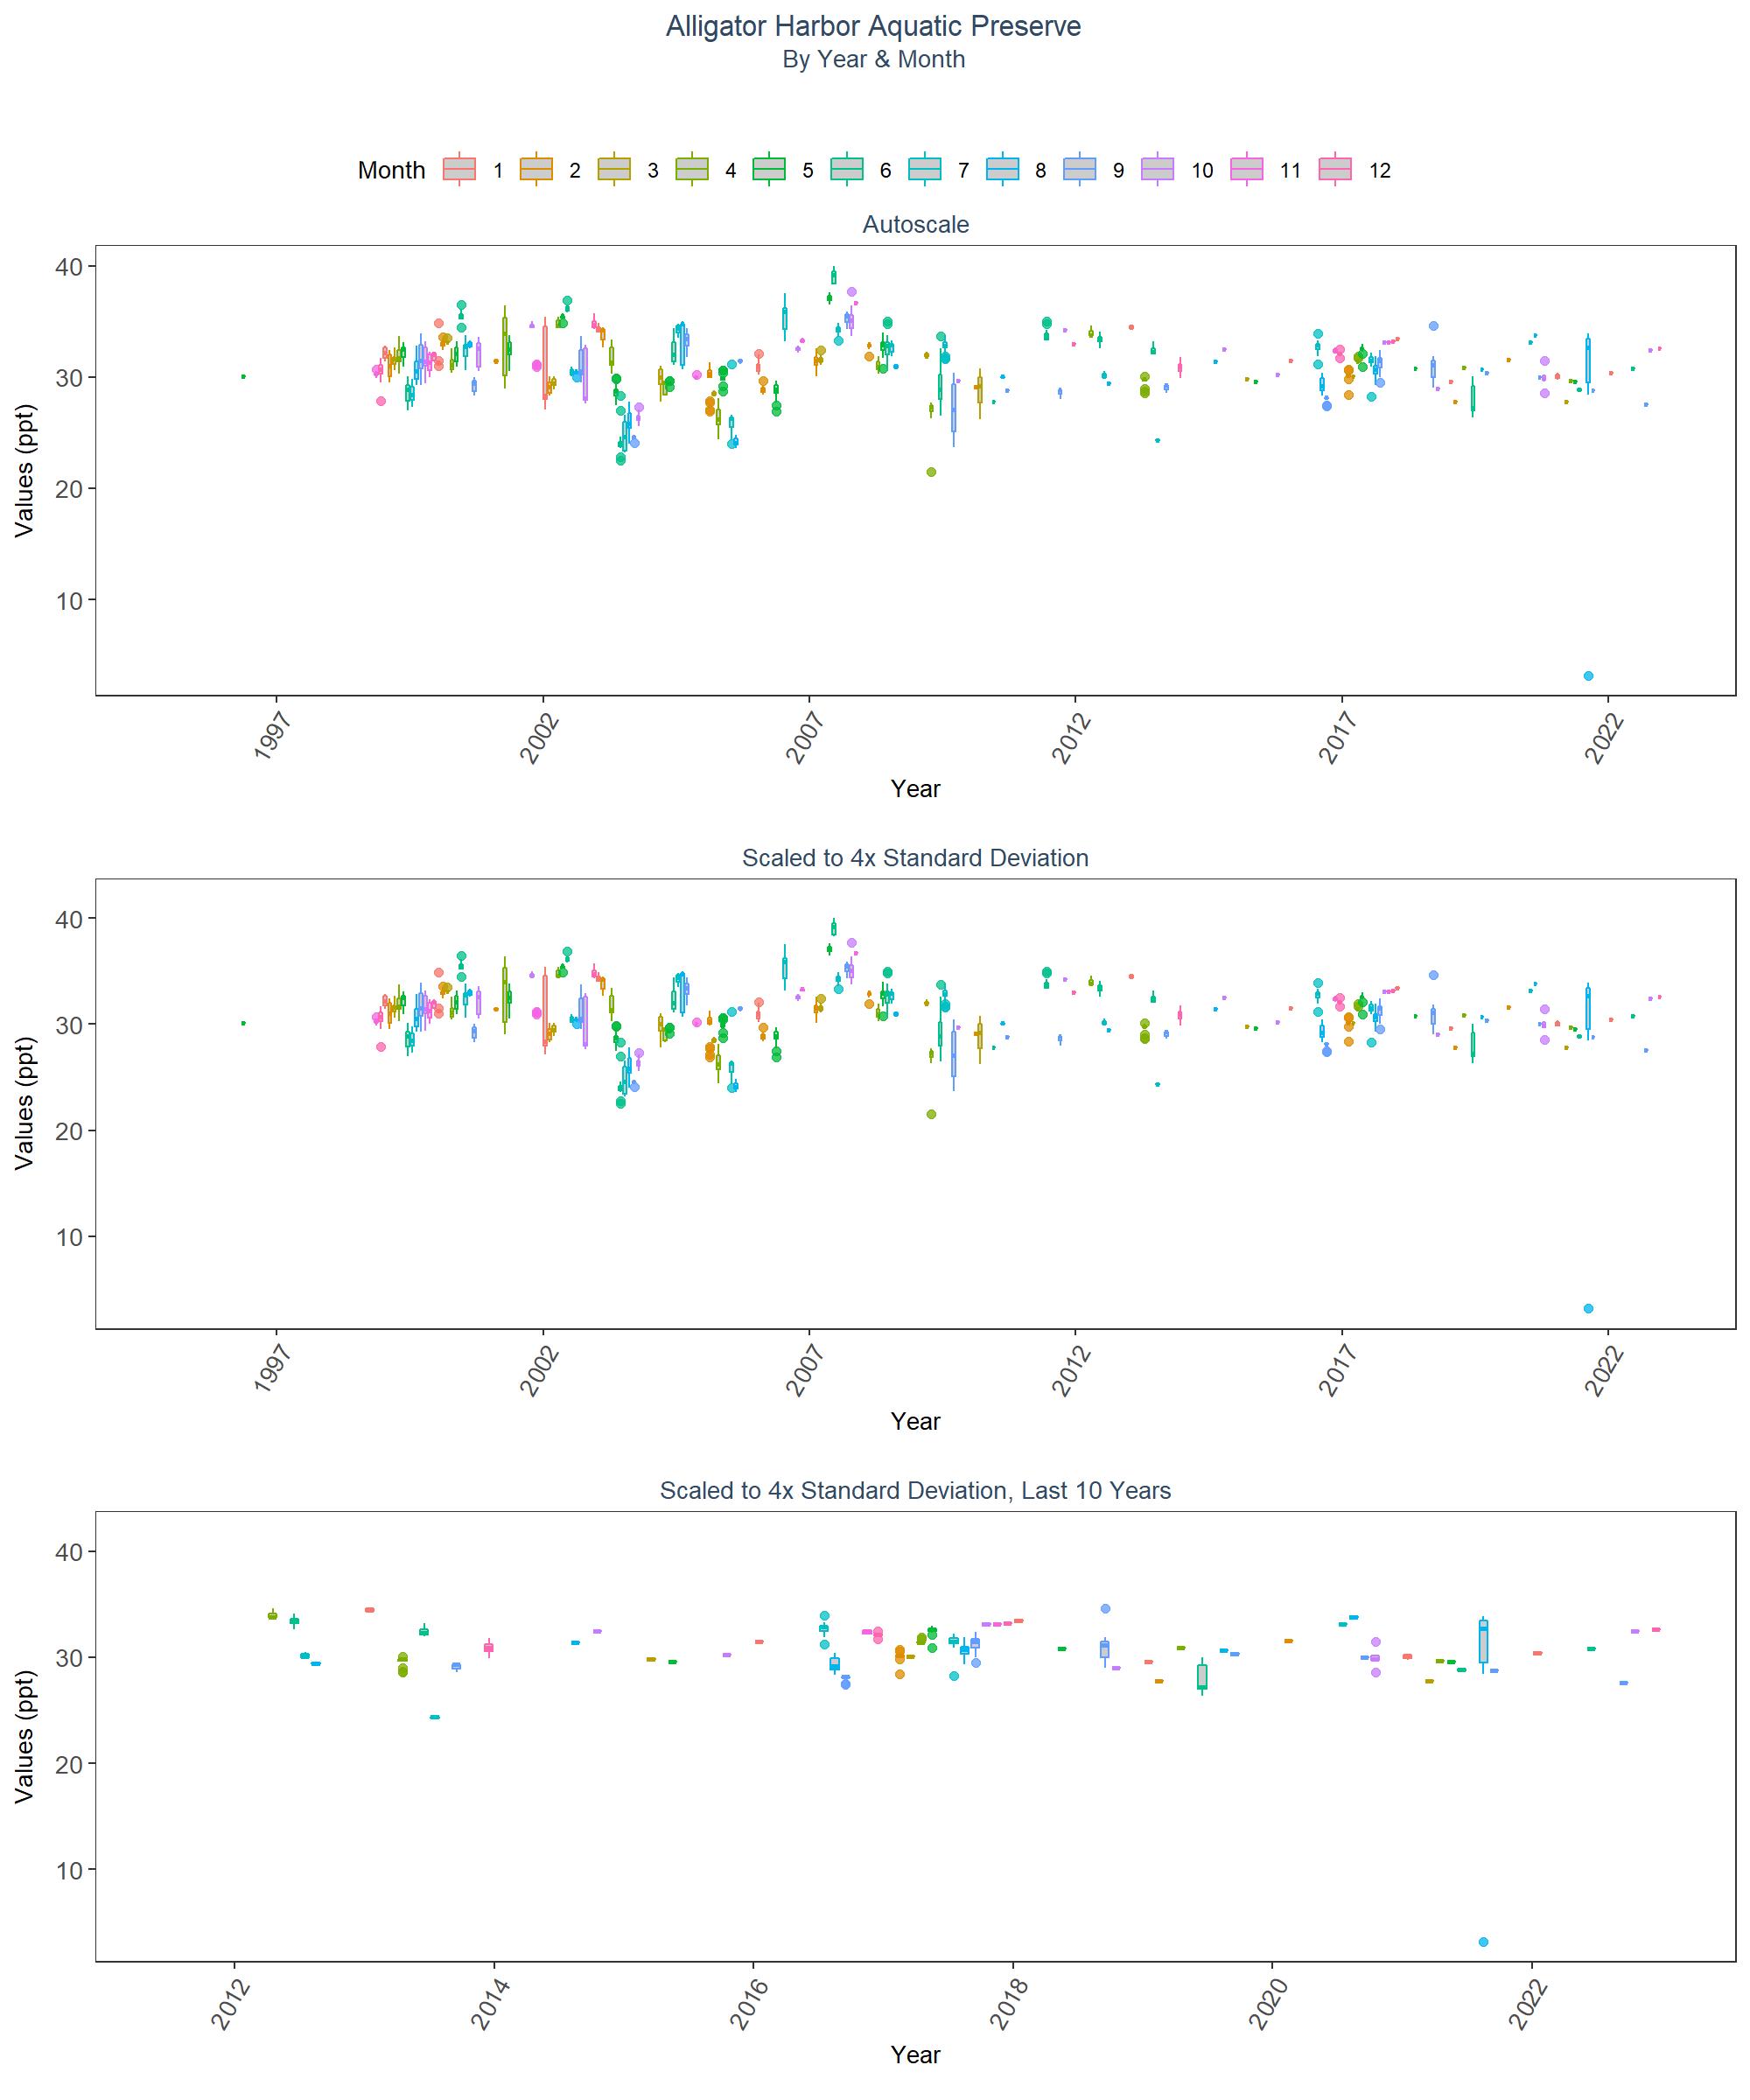 Alligator Harbor Aquatic Preserve
By Year & Month
Month 1 2 3 4 5 6 7 8 9 10 11 12
Autoscale
40
30
20
10
Values (ppt)
1997 2002 2007 2012 2017 2022
Year
Scaled to 4x Standard Deviation
40
30
20
10
Values (ppt)
1997 2002 2007 2012 2017 2022
Year
Scaled to 4x Standard Deviation, Last 10 Years
40
30
20
10
Values (ppt)
2012 2014 2016 2018 2020 2022
Year